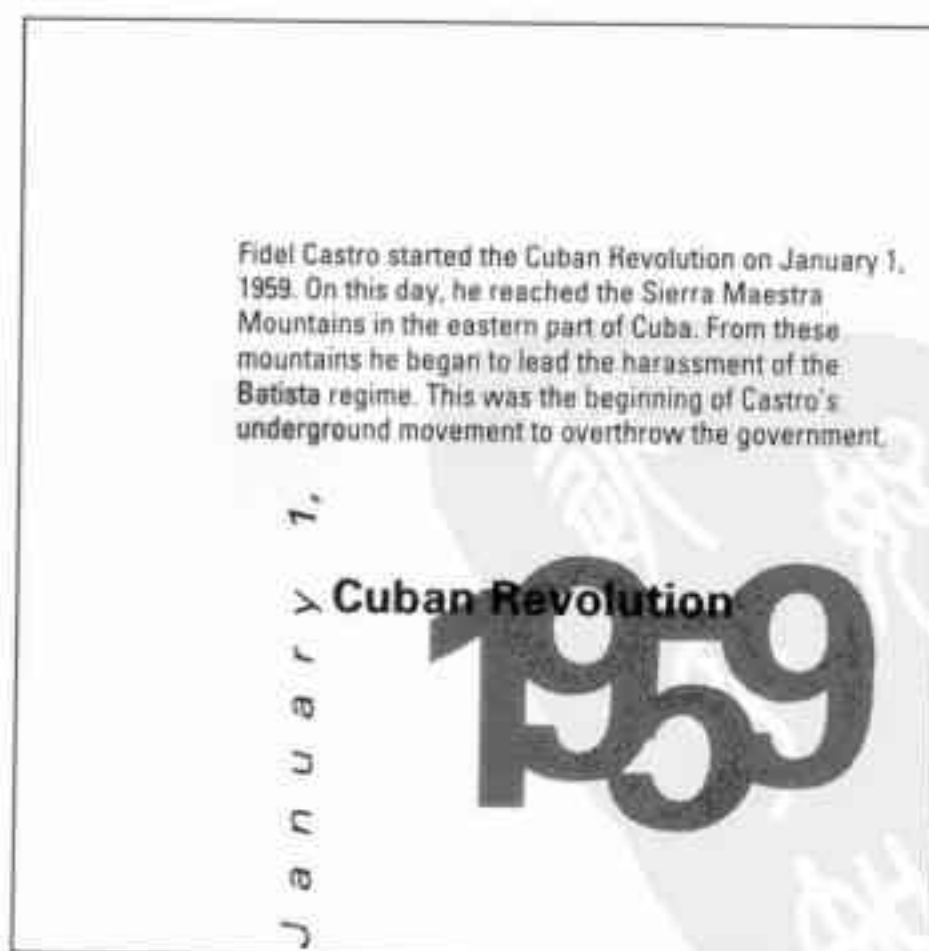 Fidel Castro started the Cuban Revolution on January 1,
1959. On this day, he reached the Sierra Maestra
Mountains in the eastern part of Cuba. From these
mountains he began to lead the harassment of the
Batista regime. This was the beginning of Castro's
underground movement to overthrow the government.
January 1,
Cuban Revolution
1959